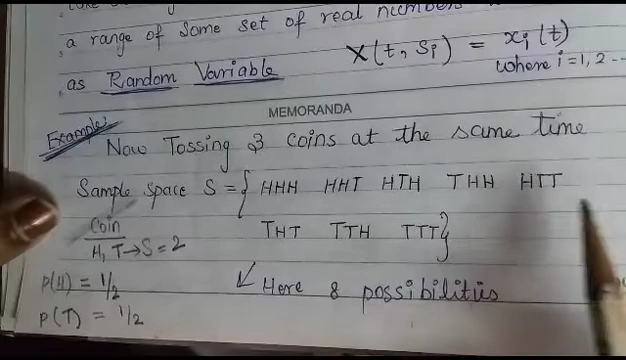 a range of some set of real numbers
as Random Variable
X(t, Si) = xi(t)
where i = 1, 2 --
MEMORANDA
Example:
Now Tossing 3 coins at the same time
Sample space S = { HHH HHT HTH THH HTT
THT TTH TTT }
Coin
H, T → S = 2
↙ Here 8 possibilities
P(H) = 1/2
P(T) = 1/2